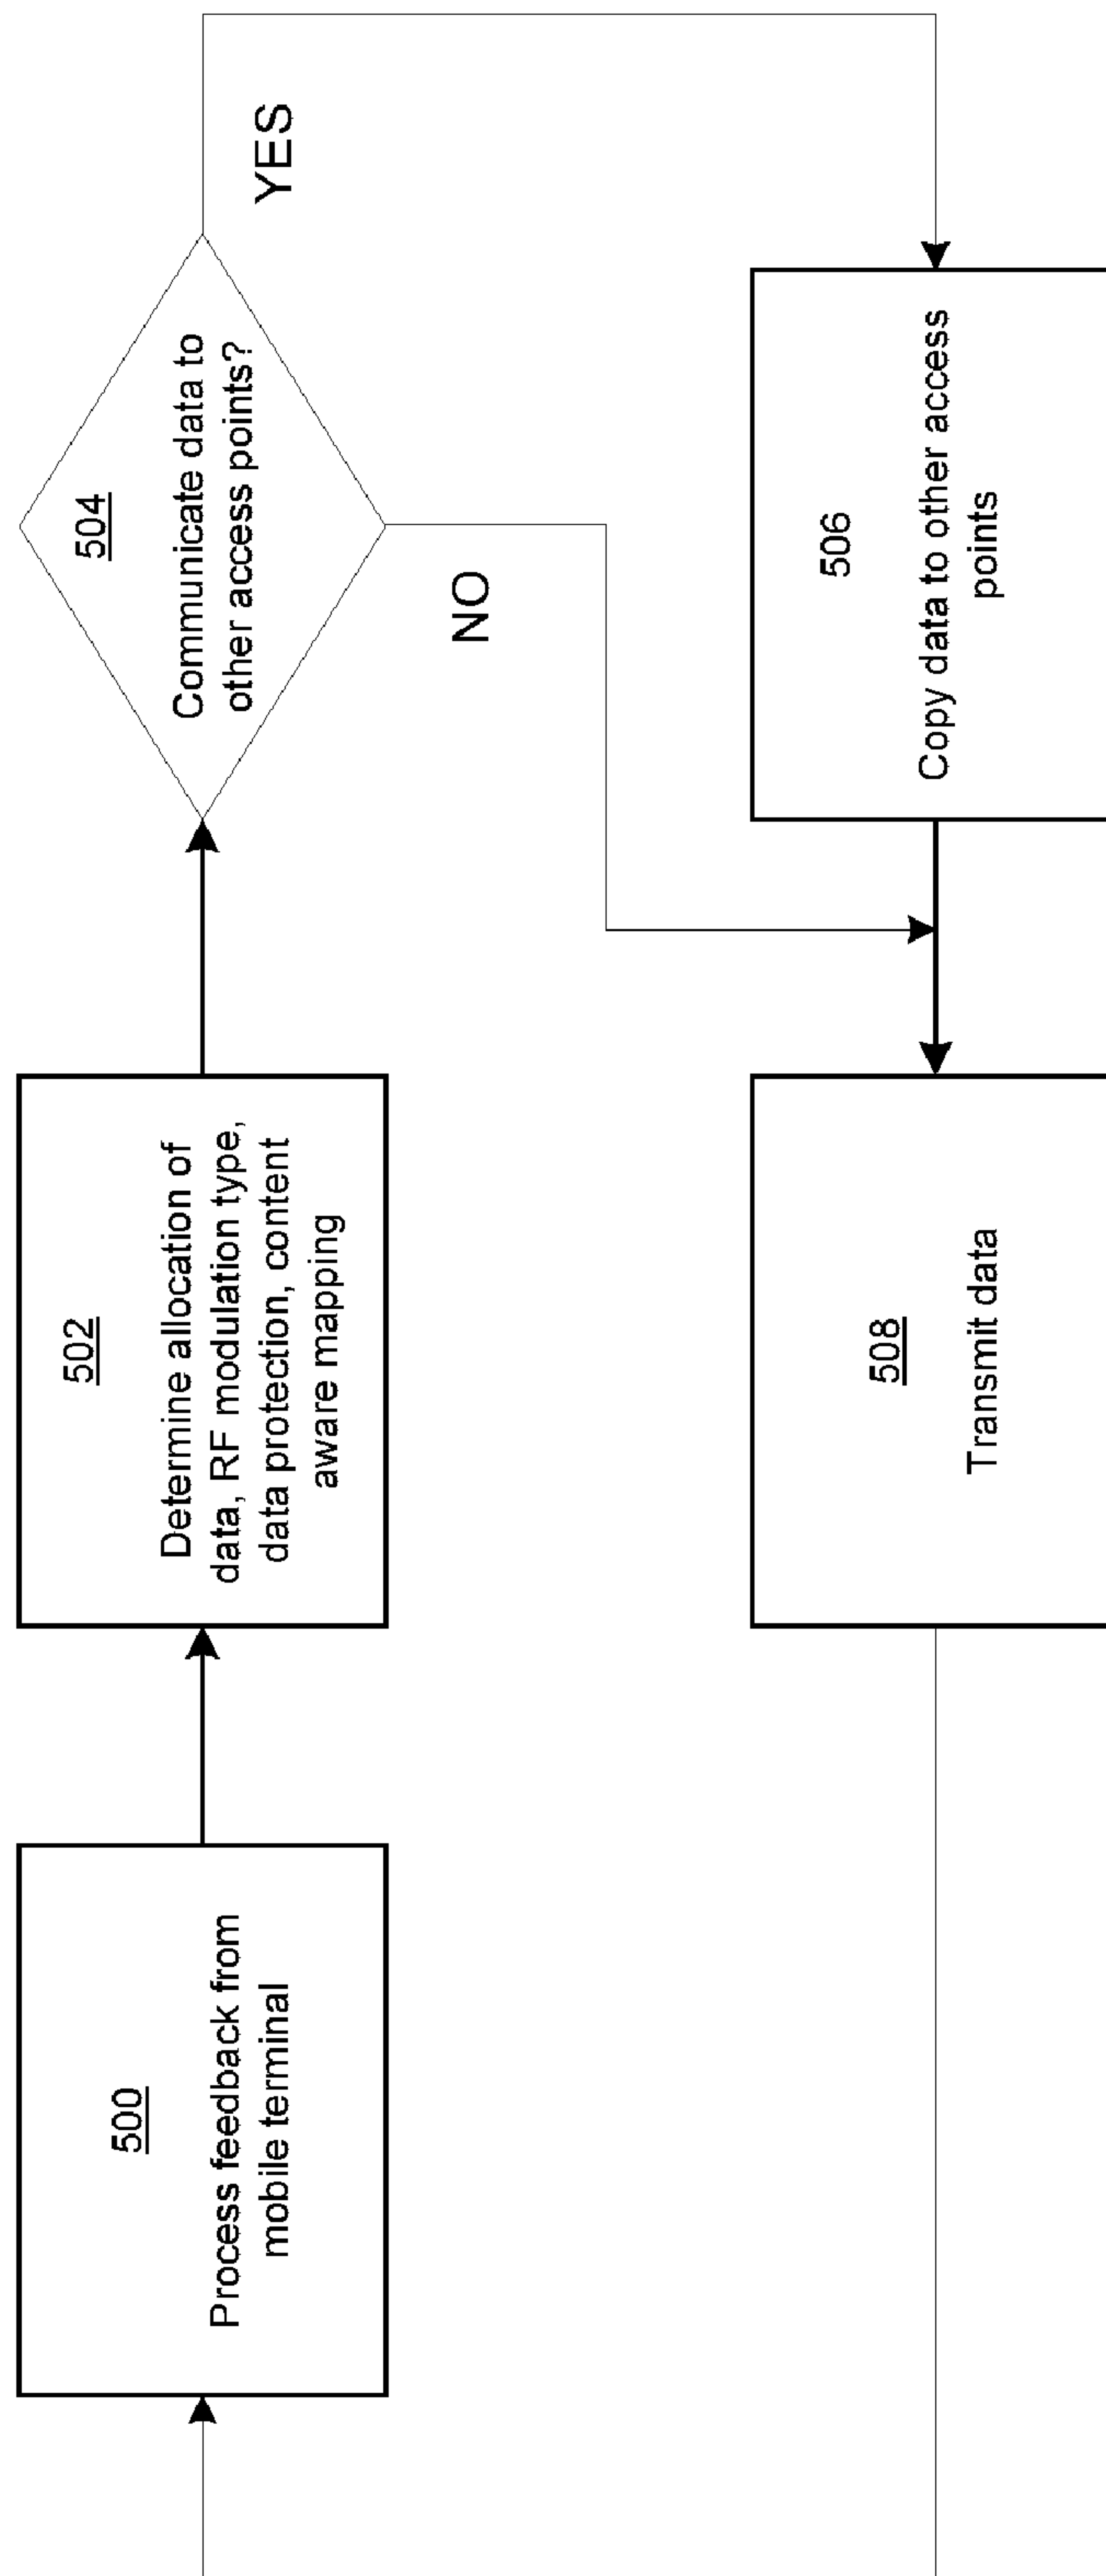 500
Process feedback from
mobile terminal
502
Determine allocation of
data, RF modulation type,
data protection, content
aware mapping
504
Communicate data to
other access points?
YES
NO
506
Copy data to other access
points
508
Transmit data